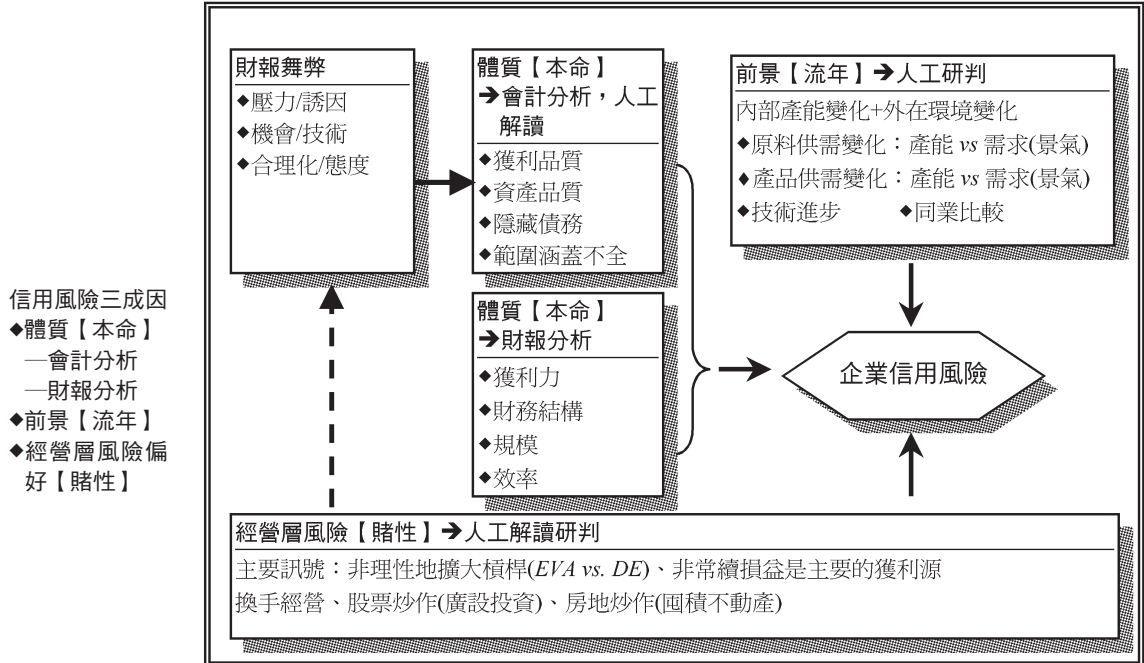 信用風險三成因
◆體質【本命】
—會計分析
—財報分析
◆前景【流年】
◆經營層風險偏
好【賭性】
財報舞弊
◆壓力/誘因
◆機會/技術
◆合理化/態度
體質【本命】
➔會計分析，人工
解讀
◆獲利品質
◆資產品質
◆隱藏債務
◆範圍涵蓋不全
體質【本命】
➔財報分析
◆獲利力
◆財務結構
◆規模
◆效率
前景【流年】➔人工研判
內部產能變化+外在環境變化
◆原料供需變化：產能 vs 需求(景氣)
♦產品供需變化：產能 vs 需求(景氣)
◆技術進步 ◆同業比較
企業信用風險
經營層風險【賭性】➔人工解讀研判
主要訊號：非理性地擴大槓桿(EVA vs. DE)、非常續損益是主要的獲利源
換手經營、股票炒作(廣設投資)、房地炒作(囤積不動產)